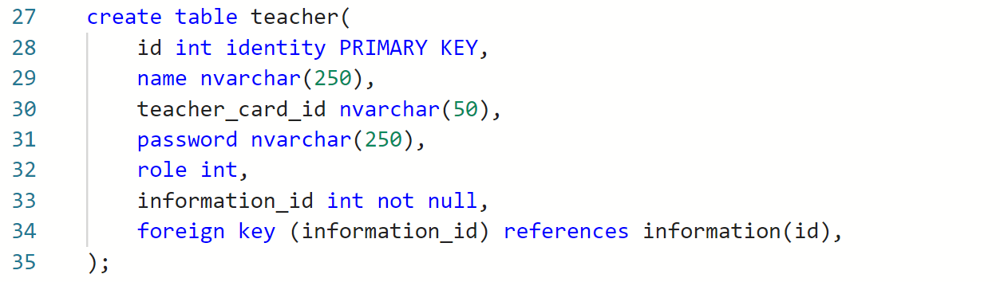 27 create table teacher(
28 id int identity PRIMARY KEY,
29 name nvarchar(250),
30 teacher_card_id nvarchar(50),
31 password nvarchar(250),
32 role int,
33 information_id int not null,
34 foreign key (information_id) references information(id),
35 );